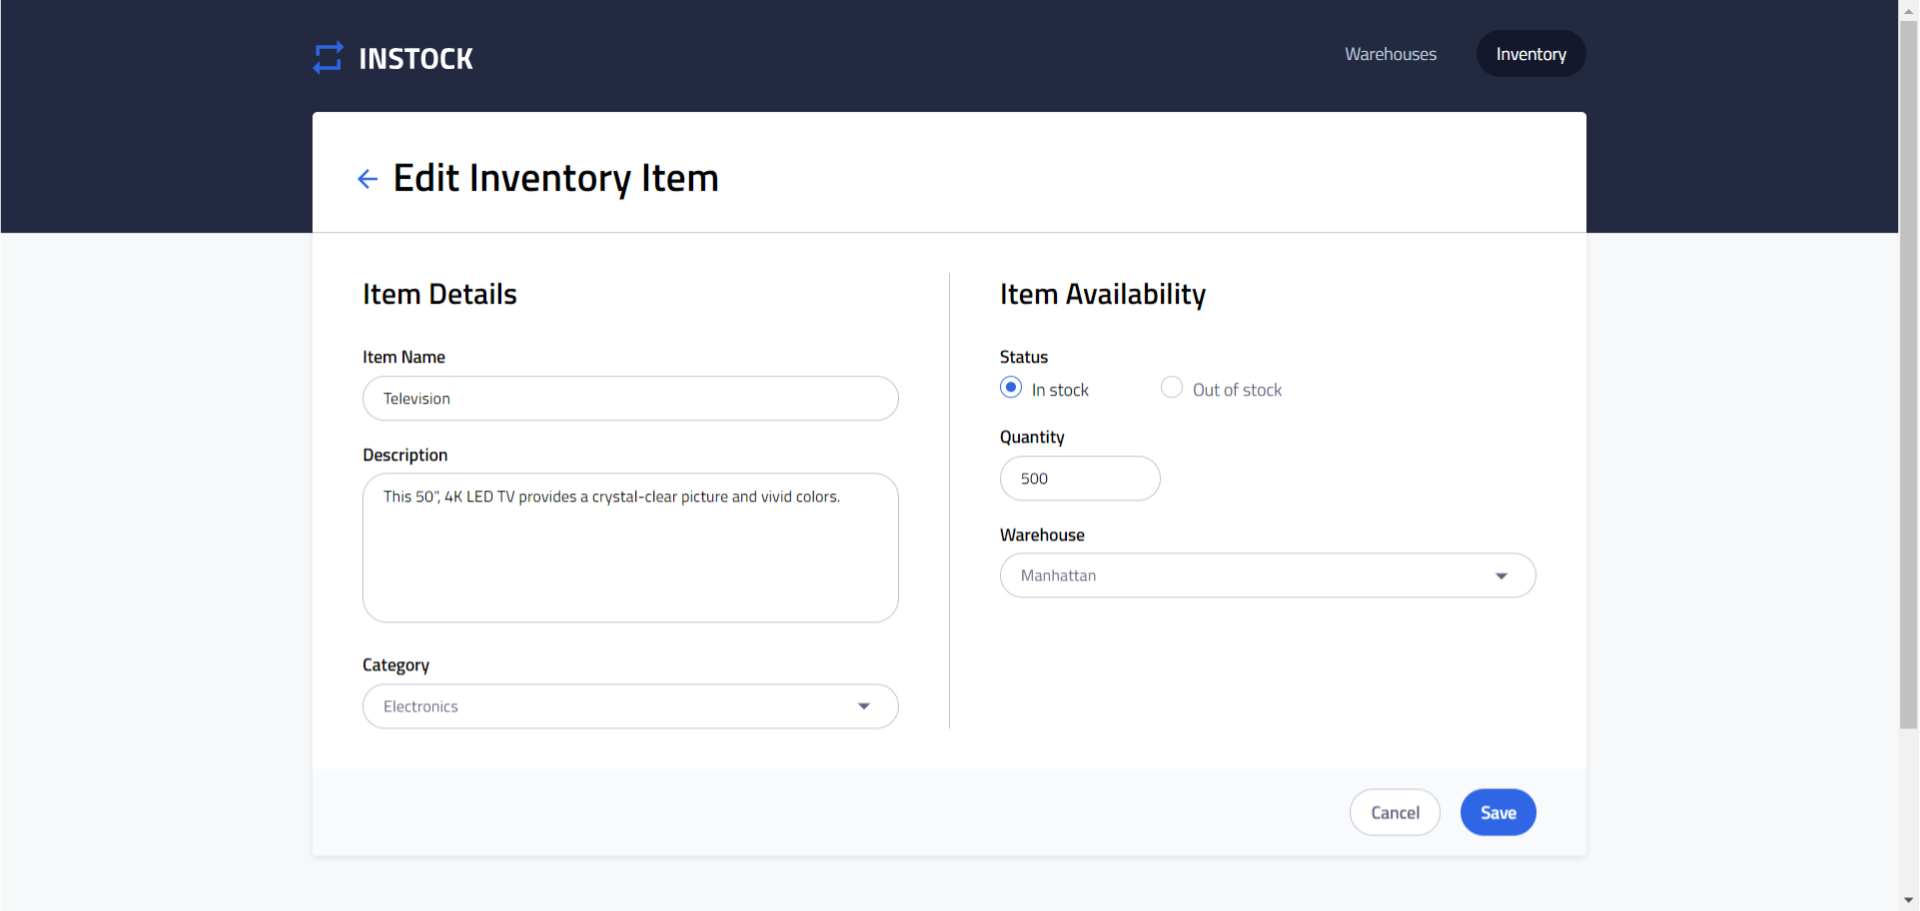 INSTOCK
Warehouses
Inventory
Edit Inventory Item
Item Details
Item Name
Television
Description
This 50", 4K LED TV provides a crystal-clear picture and vivid colors.
Category
Electronics
Item Availability
Status
In stock
Out of stock
Quantity
500
Warehouse
Manhattan
Cancel
Save